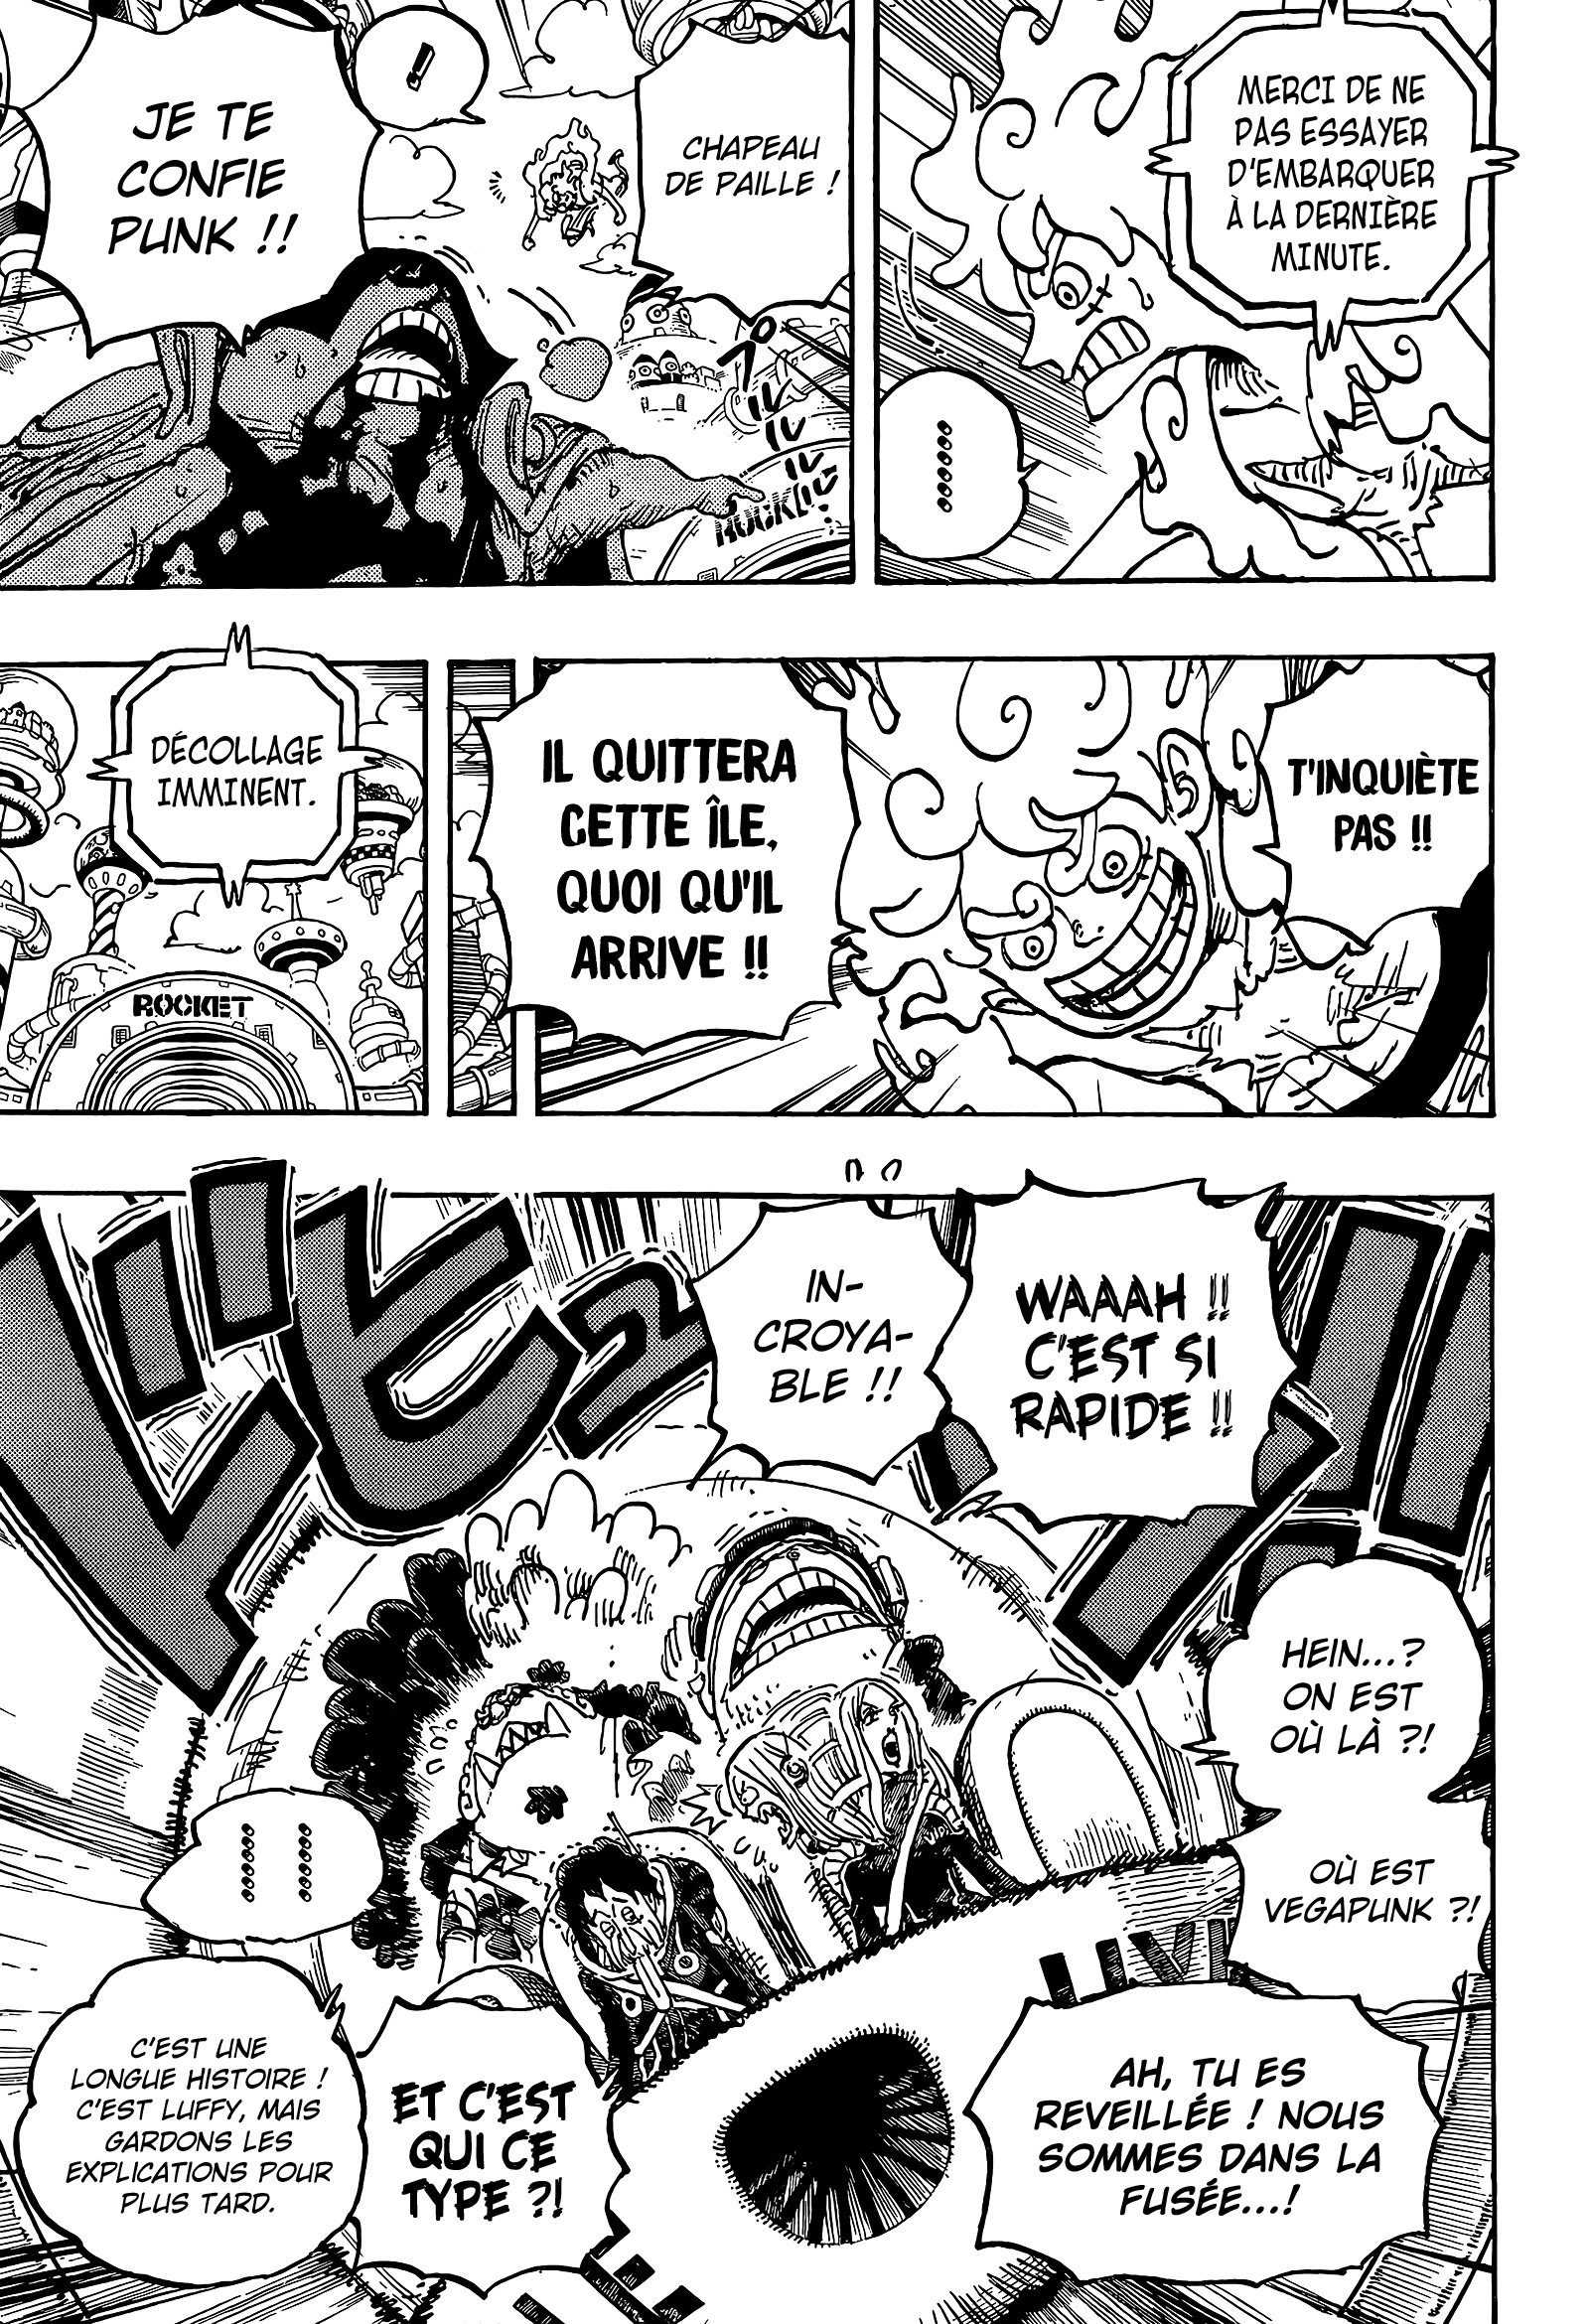 MERCI DE NE
PAS ESSAYER
D'EMBARQUER
À LA DERNIÈRE
MINUTE.
CHAPEAU
DE PAILLE !
!
JE TE
CONFIE
PUNK !!
T'INQUIÈTE
PAS !!
IL QUITTERA
CETTE ÎLE,
QUOI QU'IL
ARRIVE !!
DÉCOLLAGE
IMMINENT.
ROCKET
WAAAH !!
C'EST SI
RAPIDE !!
IN-
CROYA-
BLE !!
HEIN...?
ON EST
OÙ LÀ ?!
OÙ EST
VEGAPUNK ?!
AH, TU ES
REVEILLÉE ! NOUS
SOMMES DANS LA
FUSÉE...!
ET C'EST
QUI CE
TYPE ?!
C'EST UNE
LONGUE HISTOIRE !
C'EST LUFFY, MAIS
GARDONS LES
EXPLICATIONS POUR
PLUS TARD.